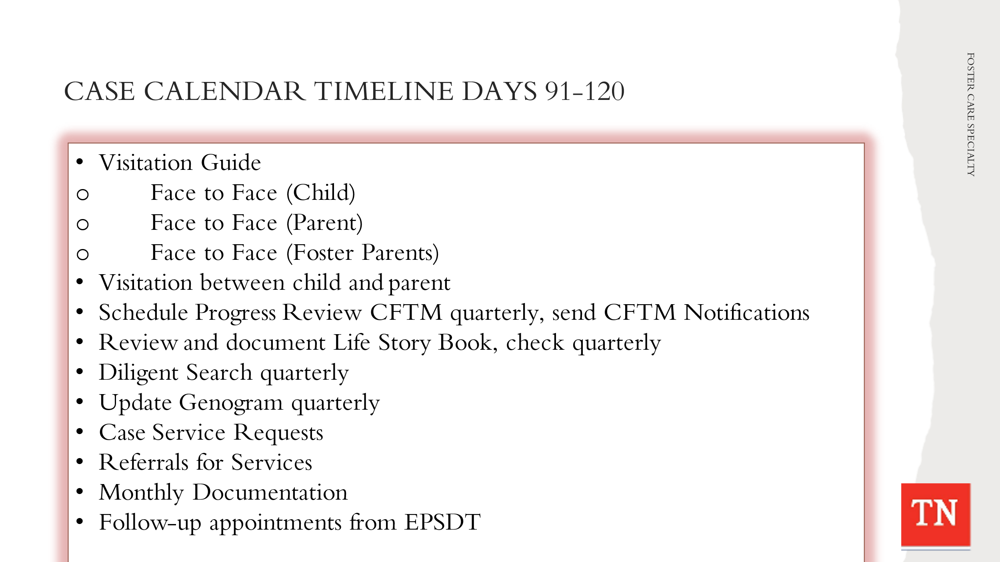 CASE CALENDAR TIMELINE DAYS 91-120
• Visitation Guide
o Face to Face (Child)
o Face to Face (Parent)
o Face to Face (Foster Parents)
• Visitation between child and parent
• Schedule Progress Review CFTM quarterly, send CFTM Notifications
• Review and document Life Story Book, check quarterly
• Diligent Search quarterly
• Update Genogram quarterly
• Case Service Requests
• Referrals for Services
• Monthly Documentation
• Follow-up appointments from EPSDT
FOSTER CARE SPECIALTY
TN